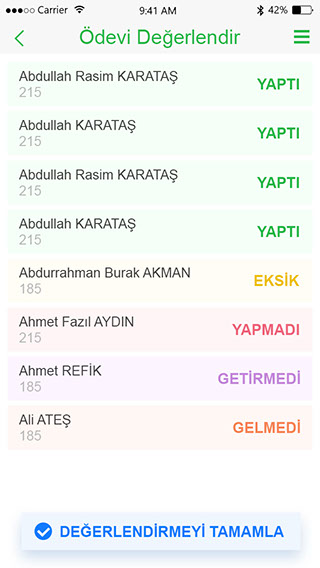 Carrier 9:41 AM 42%
Ödevi Değerlendir
Abdullah Rasim KARATAŞ YAPTI
215
Abdullah KARATAŞ YAPTI
215
Abdullah Rasim KARATAŞ YAPTI
215
Abdullah KARATAŞ YAPTI
215
Abdurrahman Burak AKMAN EKSİK
185
Ahmet Fazıl AYDIN YAPMADI
215
Ahmet REFİK GETİRMEDİ
185
Ali ATEŞ GELMEDİ
185
DEĞERLENDİRMEYİ TAMAMLA